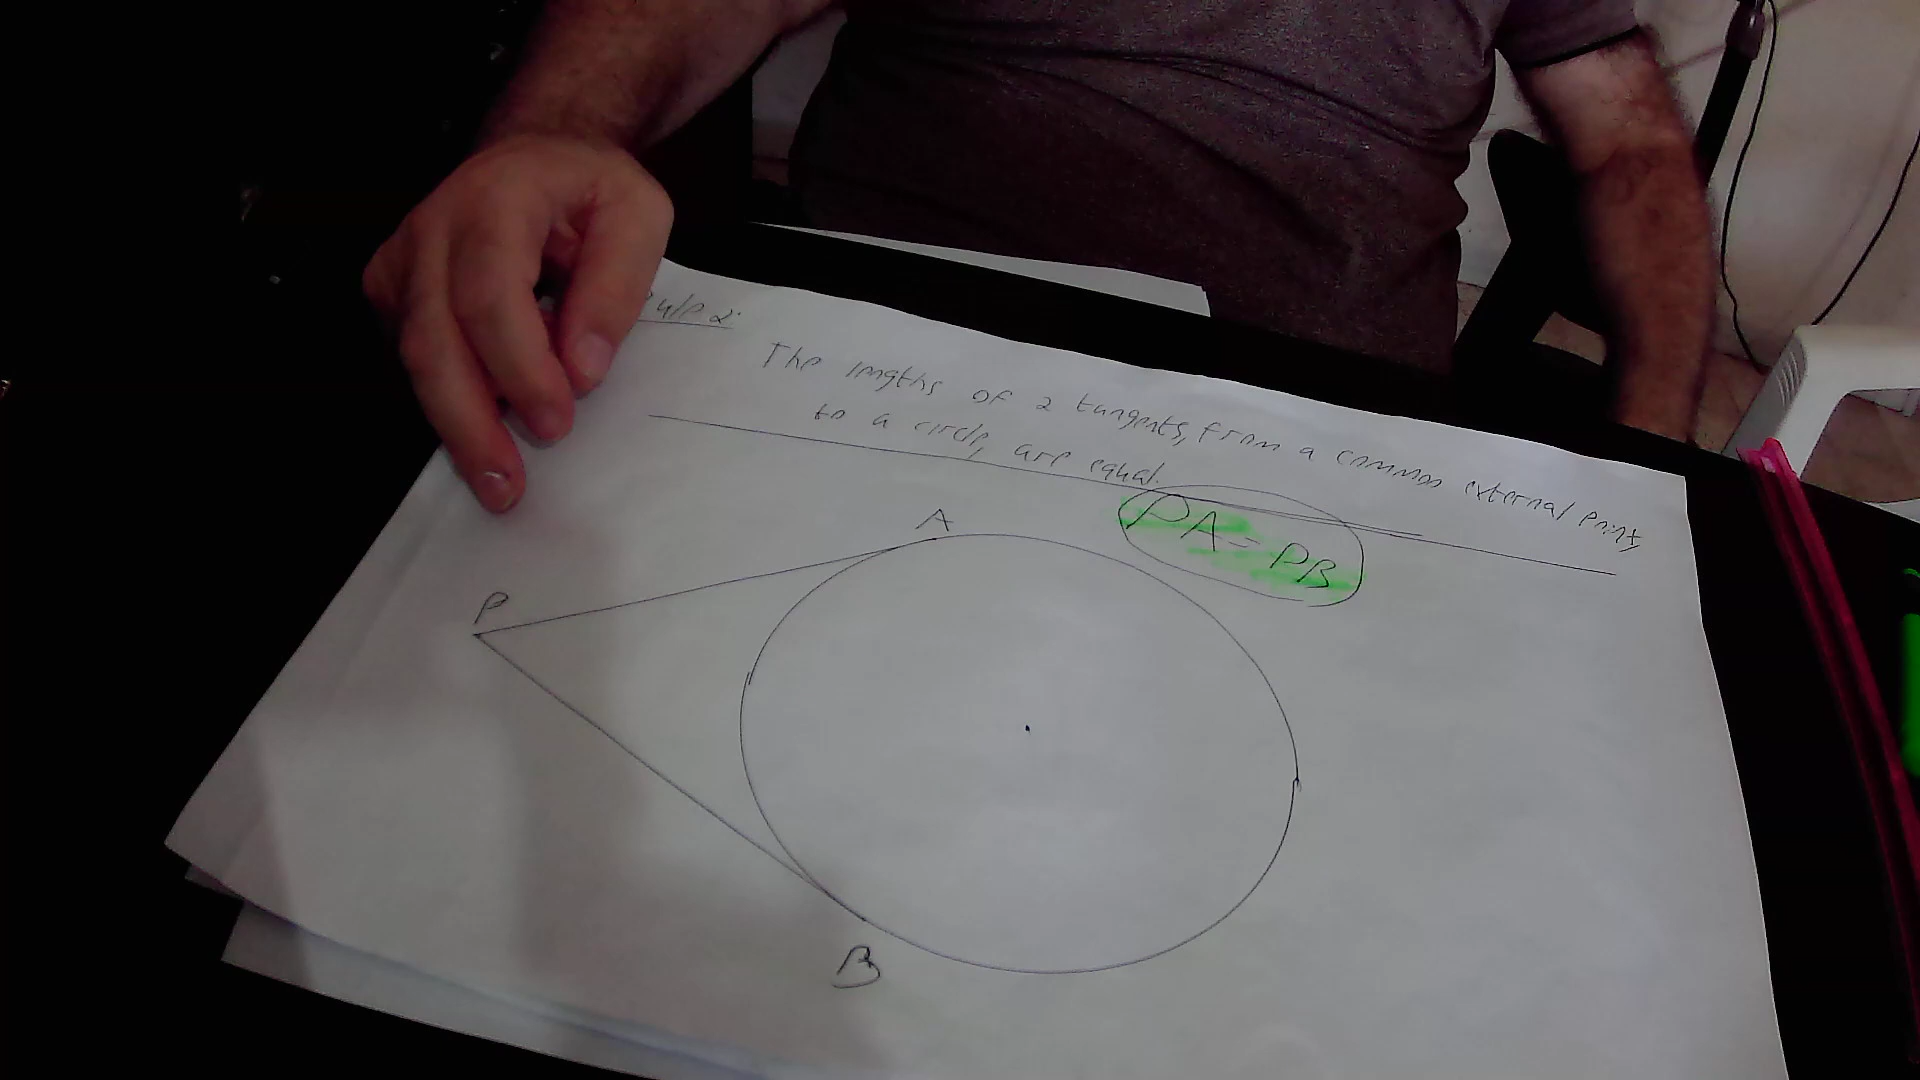 The lengths of 2 tangents, from a common external point,
to a circle, are equal.
PA = PB
A
P
B